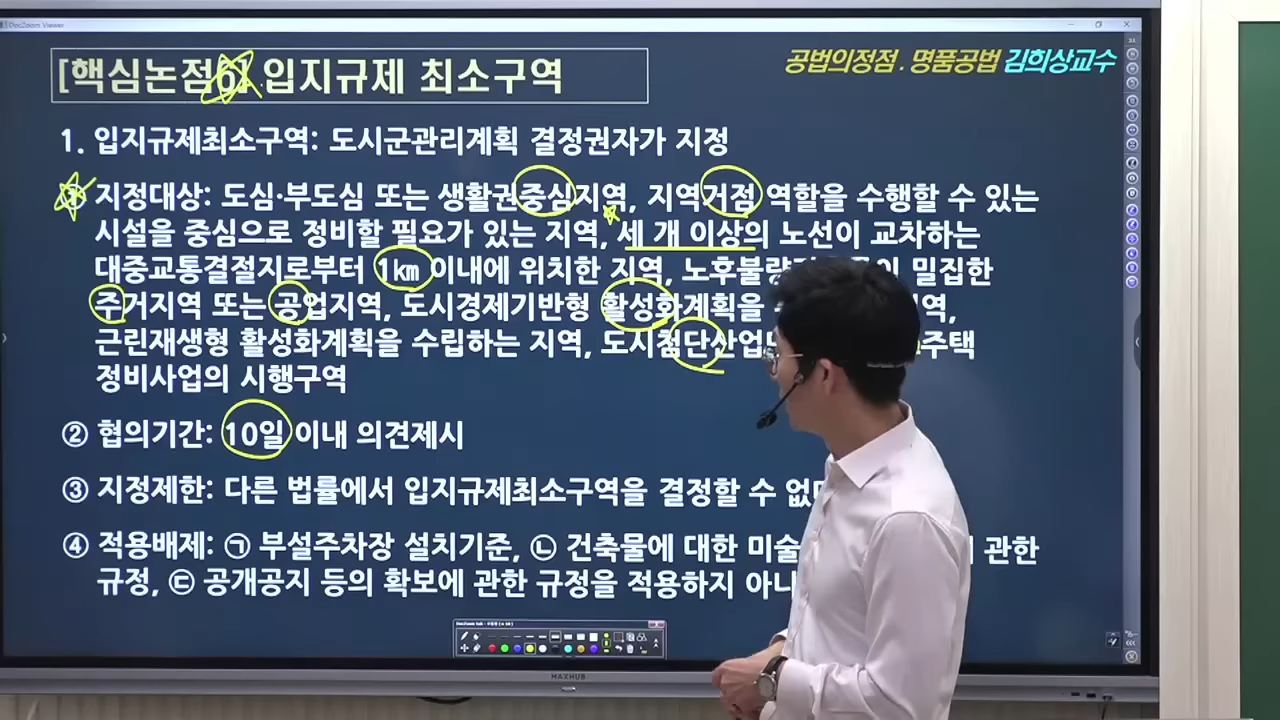 DocZoom Viewer
[핵심논점6] 입지규제 최소구역
공법의정점. 명품공법 김희상교수
1. 입지규제최소구역: 도시군관리계획 결정권자가 지정
① 지정대상: 도심·부도심 또는 생활권중심지역, 지역거점 역할을 수행할 수 있는
시설을 중심으로 정비할 필요가 있는 지역, 세 개 이상의 노선이 교차하는
대중교통결절지로부터 1㎞ 이내에 위치한 지역, 노후불량 밀집한
주거지역 또는 공업지역, 도시경제기반형 활성화계획을
근린재생형 활성화계획을 수립하는 지역, 도시첨단산업 주택
정비사업의 시행구역
② 협의기간: 10일 이내 의견제시
③ 지정제한: 다른 법률에서 입지규제최소구역을 결정할 수
④ 적용배제: ㉠ 부설주차장 설치기준, ㉡ 건축물에 대한 관한
규정, ㉢ 공개공지 등의 확보에 관한 규정을 적용하지
MAXHUB